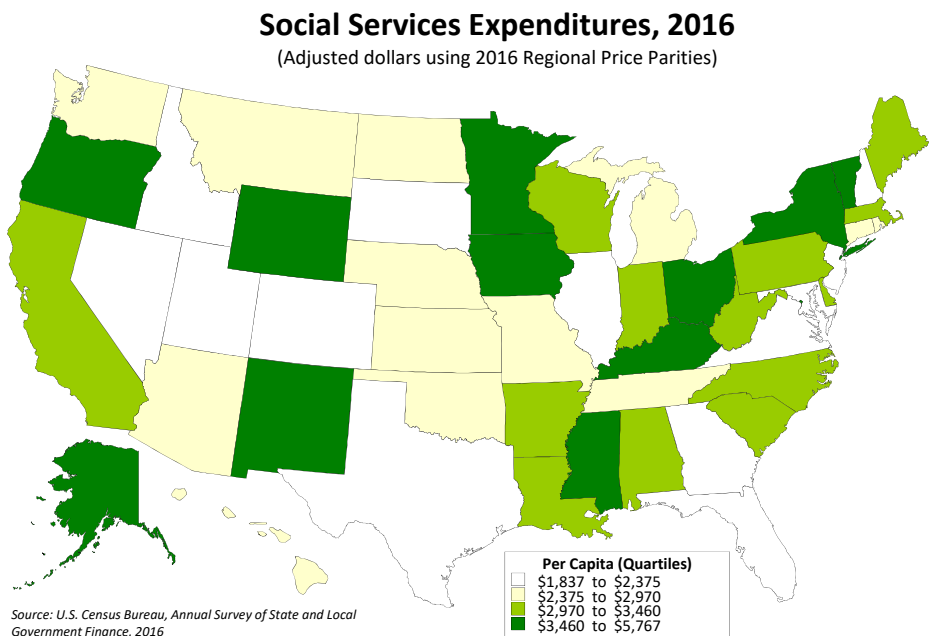 Social Services Expenditures, 2016
(Adjusted dollars using 2016 Regional Price Parities)
Per Capita (Quartiles)
$1,837 to $2,375
$2,375 to $2,970
$2,970 to $3,460
$3,460 to $5,767
Source: U.S. Census Bureau, Annual Survey of State and Local
Government Finance, 2016